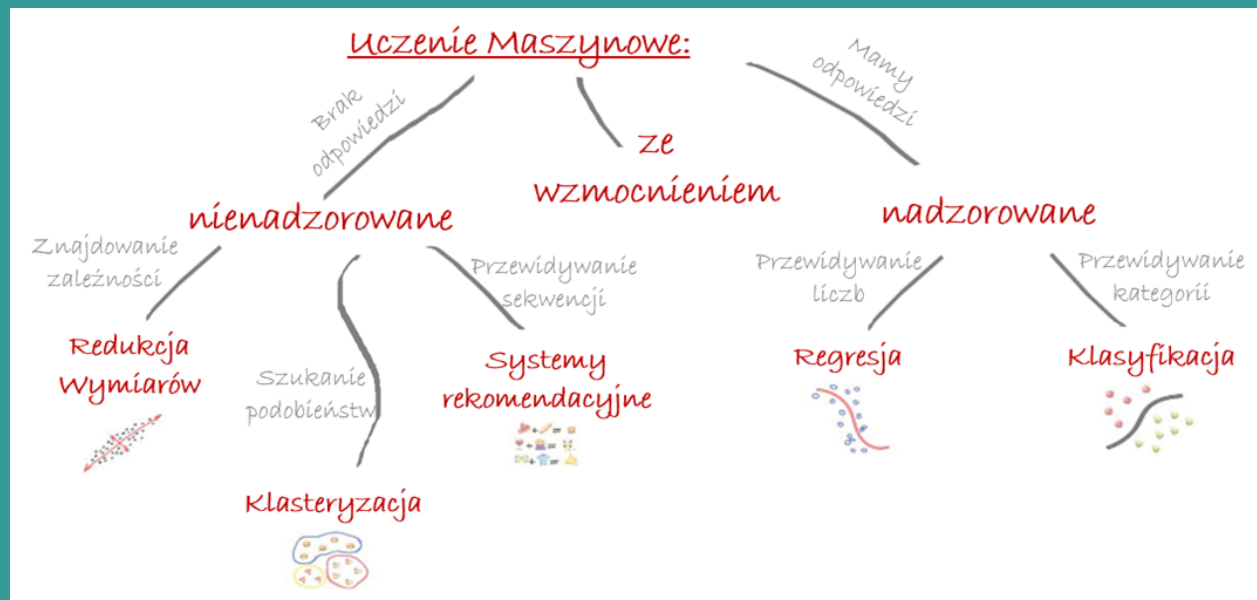 Uczenie Maszynowe:
Brak
odpowiedzi
Mamy
odpowiedzi
ze
wzmocnieniem
nienadzorowane
nadzorowane
Znajdowanie
zależności
Przewidywanie
sekwencji
Przewidywanie
liczb
Przewidywanie
kategorii
Redukcja
Wymiarów
Szukanie
podobieństw
Systemy
rekomendacyjne
Regresja
Klasyfikacja
Klasteryzacja